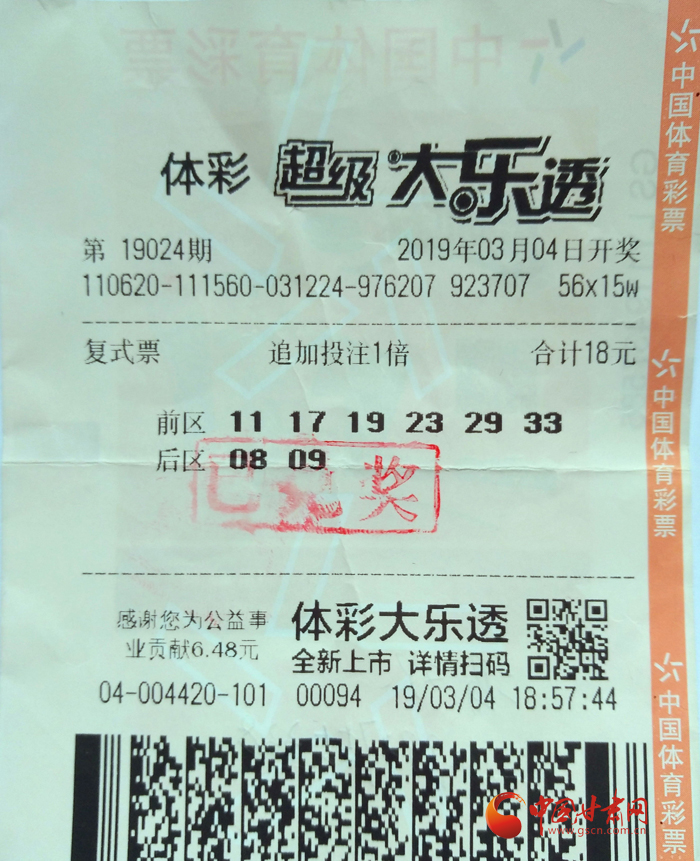 体彩 超级大乐透
第 19024期 2019年03月04日开奖
110620-111560-031224-976207 923707 56x15w
复式票 追加投注1倍 合计18元
前区 11 17 19 23 29 33
后区 08 09
已兑奖
感谢您为公益事
业贡献6.48元
体彩大乐透
全新上市 详情扫码
04-004420-101 00094 19/03/04 18:57:44
中国体育彩票
中国体育彩票
中国体育彩票
中国甘肃网
www.gscn.com.cn